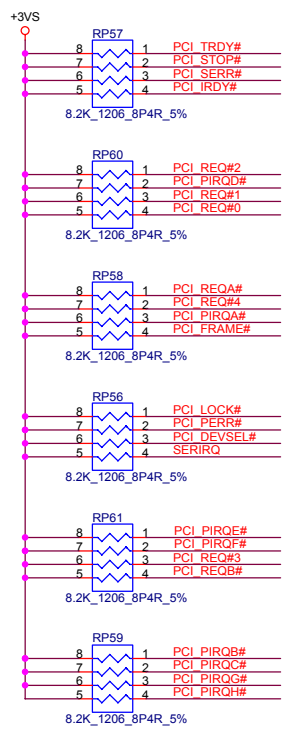 +3VS
RP57
8 1 PCI_TRDY#
7 2 PCI_STOP#
6 3 PCI_SERR#
5 4 PCI_IRDY#
8.2K_1206_8P4R_5%
RP60
8 1 PCI_REQ#2
7 2 PCI_PIRQD#
6 3 PCI_REQ#1
5 4 PCI_REQ#0
8.2K_1206_8P4R_5%
RP58
8 1 PCI_REQA#
7 2 PCI_REQ#4
6 3 PCI_PIRQA#
5 4 PCI_FRAME#
8.2K_1206_8P4R_5%
RP56
8 1 PCI_LOCK#
7 2 PCI_PERR#
6 3 PCI_DEVSEL#
5 4 SERIRQ
8.2K_1206_8P4R_5%
RP61
8 1 PCI_PIRQE#
7 2 PCI_PIRQF#
6 3 PCI_REQ#3
5 4 PCI_REQB#
8.2K_1206_8P4R_5%
RP59
8 1 PCI_PIRQB#
7 2 PCI_PIRQC#
6 3 PCI_PIRQG#
5 4 PCI_PIRQH#
8.2K_1206_8P4R_5%